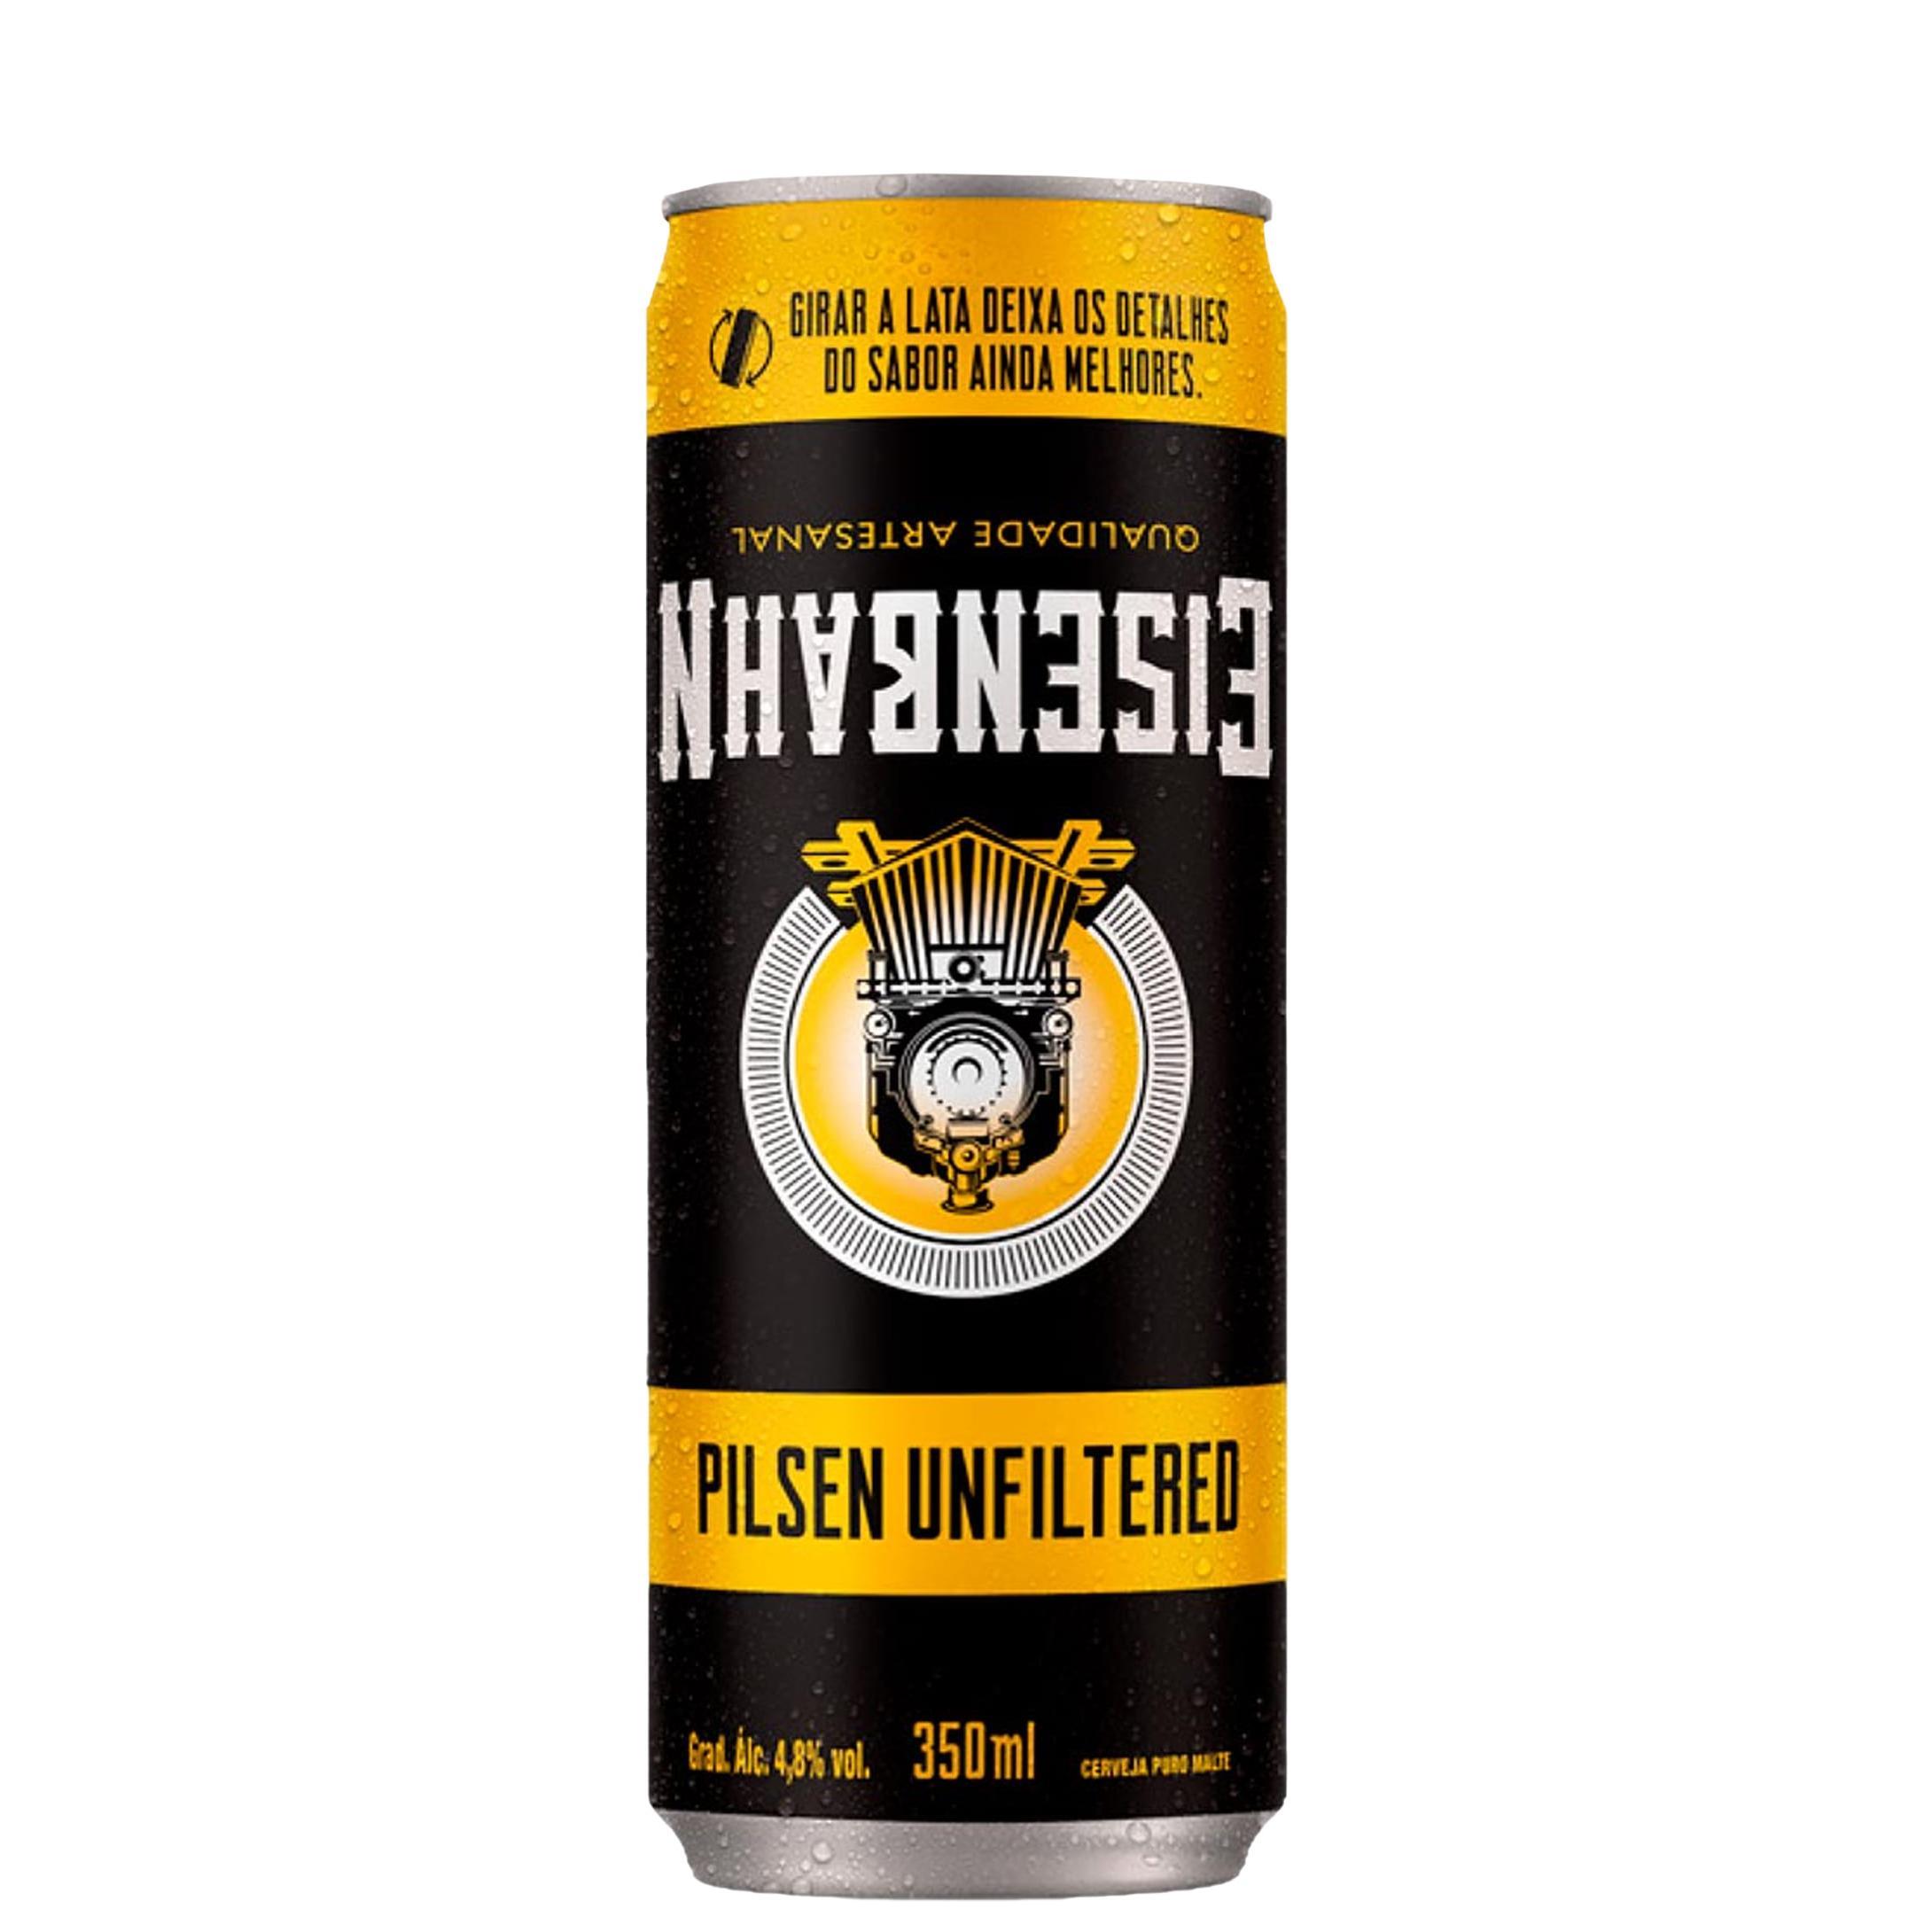 GIRAR A LATA DEIXA OS DETALHES
DO SABOR AINDA MELHORES.
QUALIDADE ARTESANAL
EISENBAHN
PILSEN UNFILTERED
Grad. Álc. 4,8% vol. 350ml CERVEJA PURO MALTE